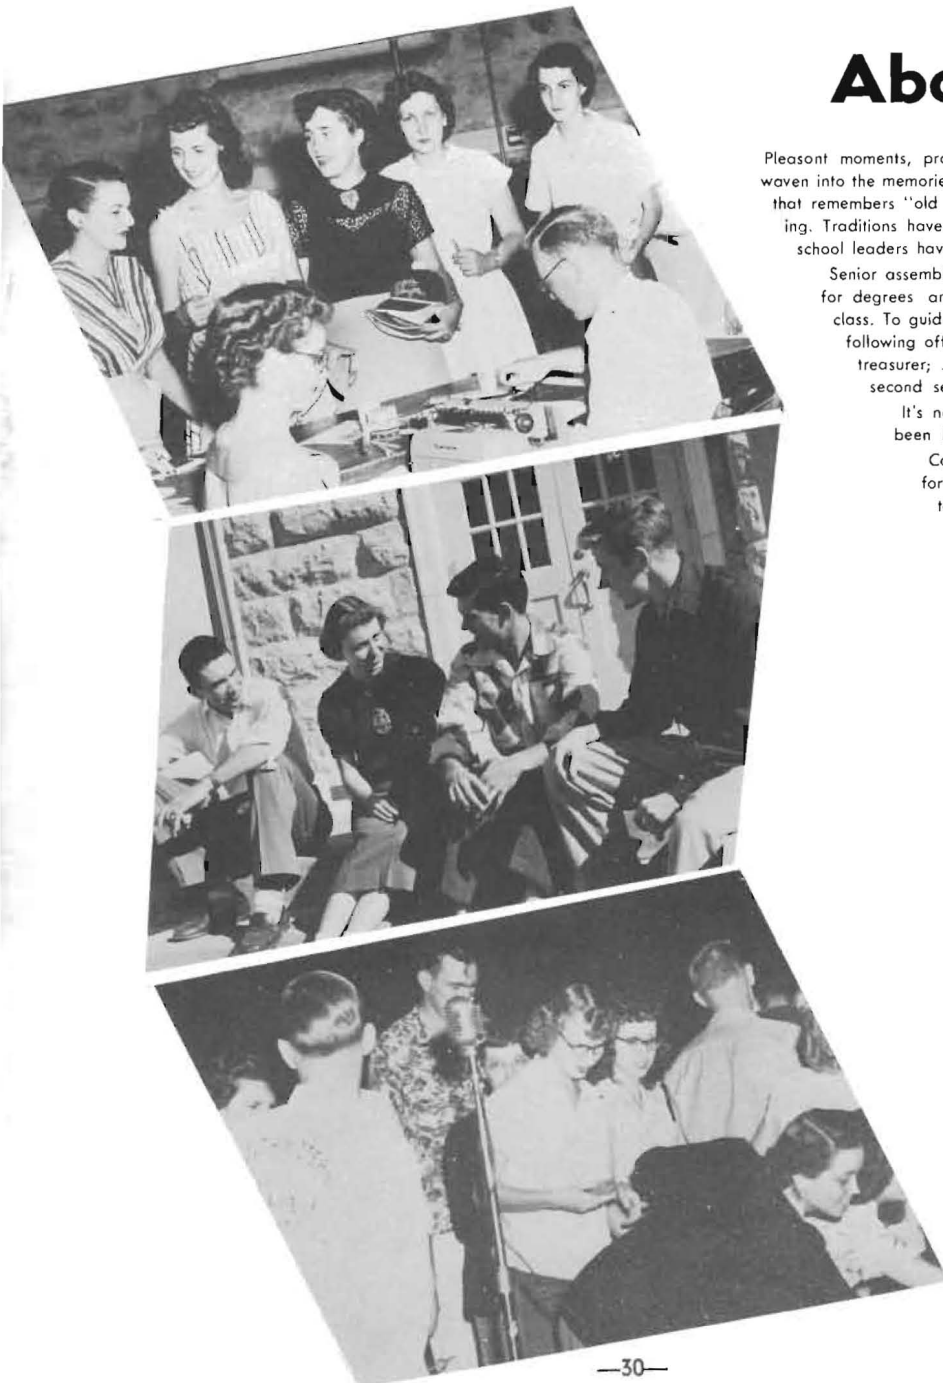 Abo
Pleasant moments, pro
waven into the memorie
that remembers "old
ing. Traditions have
school leaders hav
Senior assemb
for degrees an
class. To guid
following off
treasurer;
second se
It's n
been
Co
for
t
—30—